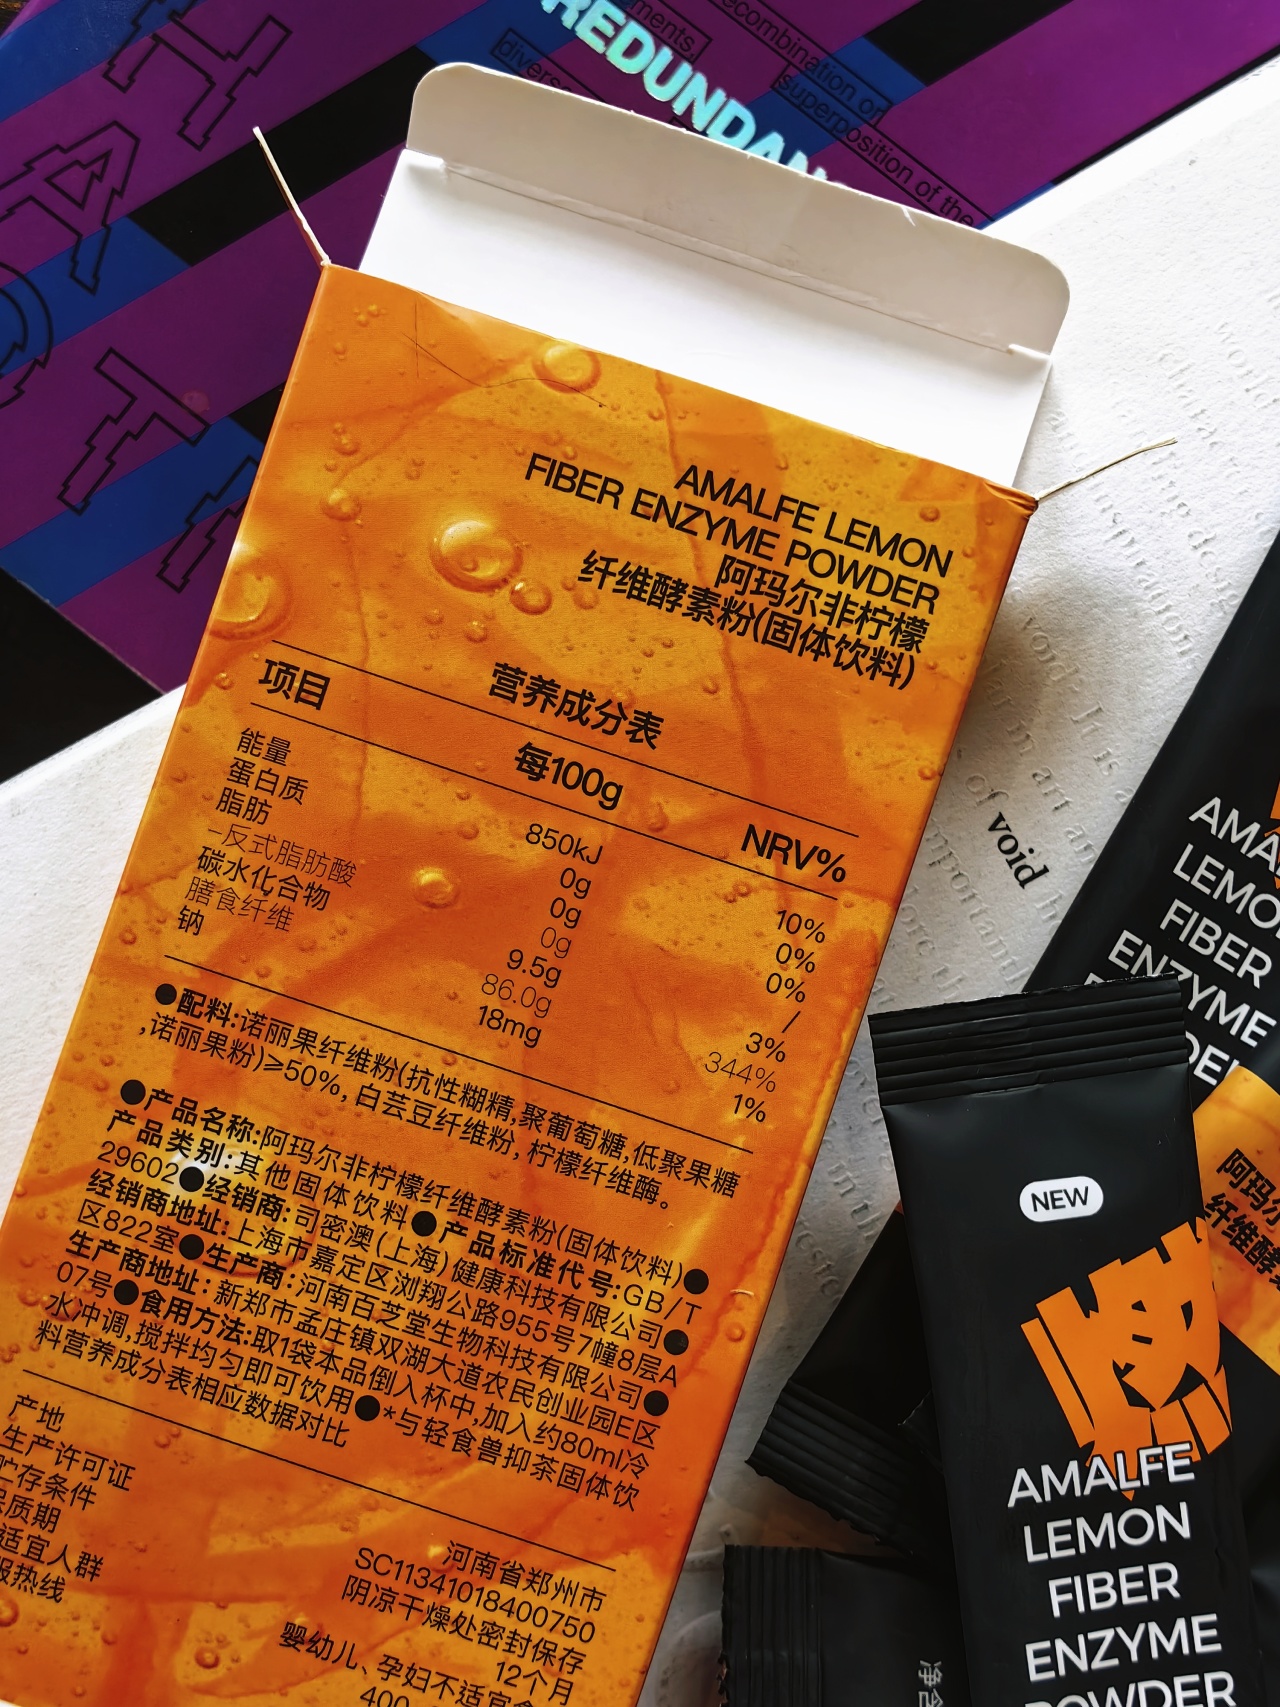 REDUNDAN
ements.
diverse
recombination or
superposition of the
H
A
T
AMALFE LEMON
FIBER ENZYME POWDER
阿玛尔非柠檬
纤维酵素粉(固体饮料)
营养成分表
项目 每100g NRV%
能量 850kJ 10%
蛋白质 0g 0%
脂肪 0g 0%
-反式脂肪酸 0g /
碳水化合物 9.5g 3%
膳食纤维 86.0g 344%
钠 18mg 1%
●配料:诺丽果纤维粉(抗性糊精,聚葡萄糖,低聚果糖
,诺丽果粉)≥50%, 白芸豆纤维粉, 柠檬纤维酶。
●产品名称:阿玛尔非柠檬纤维酵素粉(固体饮料)●
产品类别:其他固体饮料●产品标准代号:GB/T
29602●经销商:司密澳(上海)健康科技有限公司●
经销商地址:上海市嘉定区浏翔公路955号7幢8层A
区822室●生产商:河南百芝堂生物科技有限公司●
生产商地址:新郑市孟庄镇双湖大道农民创业园E区
07号●食用方法:取1袋本品倒入杯中,加入约80ml冷
水冲调,搅拌均匀即可饮用●*与轻食兽抑茶固体饮
料营养成分表相应数据对比
产地 河南省郑州市
生产许可证 SC11341018400750
贮存条件 阴凉干燥处密封保存
质期 12个月
适宜人群 婴幼儿、孕妇不适宜食
热线 400
void
AMA
LEMO
FIBER
ENZYME
阿玛尔
纤维酵
NEW
AMALFE
LEMON
FIBER
ENZYME
POWDER
净含